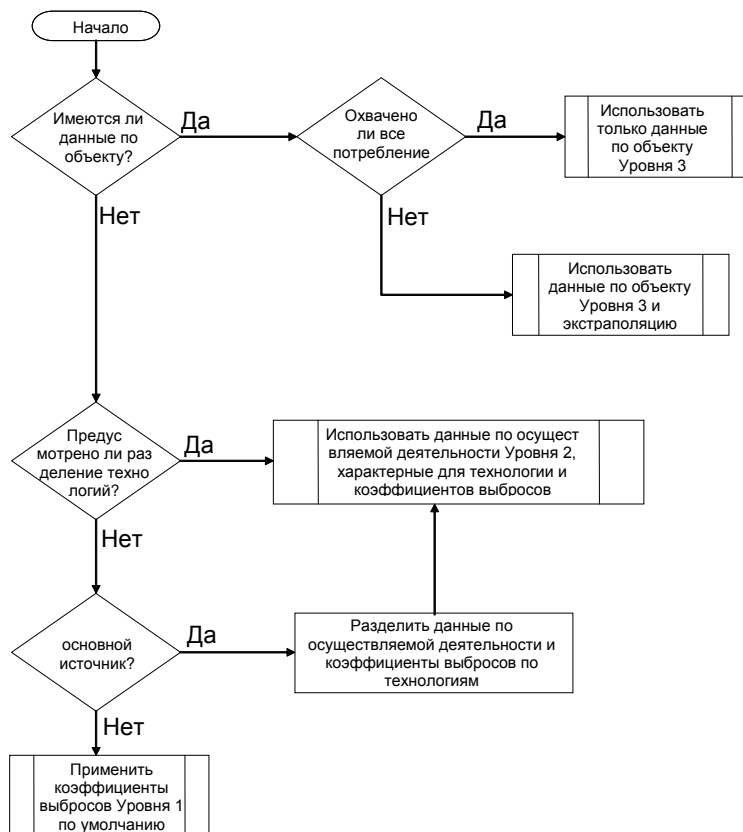 Начало
Имеются ли
данные по
объекту?
Да
Охвачено
ли все
потребление
Да
Использовать
только данные
по объекту
Уровня 3
Нет
Нет
Использовать
данные по объекту
Уровня 3 и
экстраполяцию
Предус
мотрено ли раз
деление техно
логий?
Да
Использовать данные по осущест
вляемой деятельности Уровня 2,
характерные для технологии и
коэффициентов выбросов
Нет
основной
источник?
Да
Разделить данные по
осуществляемой деятельности и
коэффициенты выбросов по
технологиям
Нет
Применить
коэффициенты
выбросов Уровня 1
по умолчанию